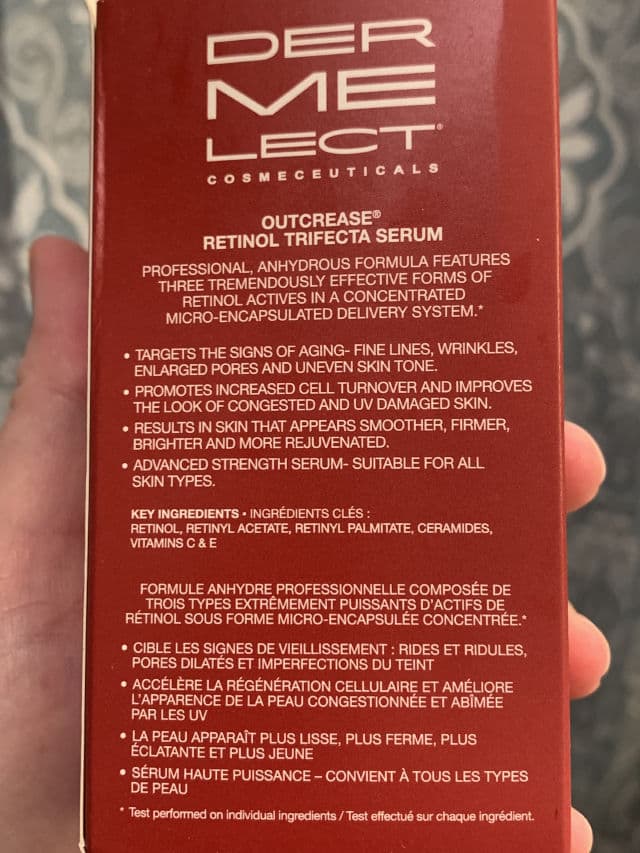 DER
ME
LECT®
COSMECEUTICALS
OUTCREASE®
RETINOL TRIFECTA SERUM
PROFESSIONAL, ANHYDROUS FORMULA FEATURES
THREE TREMENDOUSLY EFFECTIVE FORMS OF
RETINOL ACTIVES IN A CONCENTRATED
MICRO-ENCAPSULATED DELIVERY SYSTEM.*
• TARGETS THE SIGNS OF AGING- FINE LINES, WRINKLES,
ENLARGED PORES AND UNEVEN SKIN TONE.
• PROMOTES INCREASED CELL TURNOVER AND IMPROVES
THE LOOK OF CONGESTED AND UV DAMAGED SKIN.
• RESULTS IN SKIN THAT APPEARS SMOOTHER, FIRMER,
BRIGHTER AND MORE REJUVENATED.
• ADVANCED STRENGTH SERUM- SUITABLE FOR ALL
SKIN TYPES.
KEY INGREDIENTS • INGRÉDIENTS CLÉS :
RETINOL, RETINYL ACETATE, RETINYL PALMITATE, CERAMIDES,
VITAMINS C & E
FORMULE ANHYDRE PROFESSIONNELLE COMPOSÉE DE
TROIS TYPES EXTRÊMEMENT PUISSANTS D'ACTIFS DE
RÉTINOL SOUS FORME MICRO-ENCAPSULÉE CONCENTRÉE.*
• CIBLE LES SIGNES DE VIEILLISSEMENT : RIDES ET RIDULES,
PORES DILATÉS ET IMPERFECTIONS DU TEINT
• ACCÉLÈRE LA RÉGÉNÉRATION CELLULAIRE ET AMÉLIORE
L'APPARENCE DE LA PEAU CONGESTIONNÉE ET ABÎMÉE
PAR LES UV
• LA PEAU APPARAÎT PLUS LISSE, PLUS FERME, PLUS
ÉCLATANTE ET PLUS JEUNE
• SÉRUM HAUTE PUISSANCE – CONVIENT À TOUS LES TYPES
DE PEAU
* Test performed on individual ingredients / Test effectué sur chaque ingrédient.